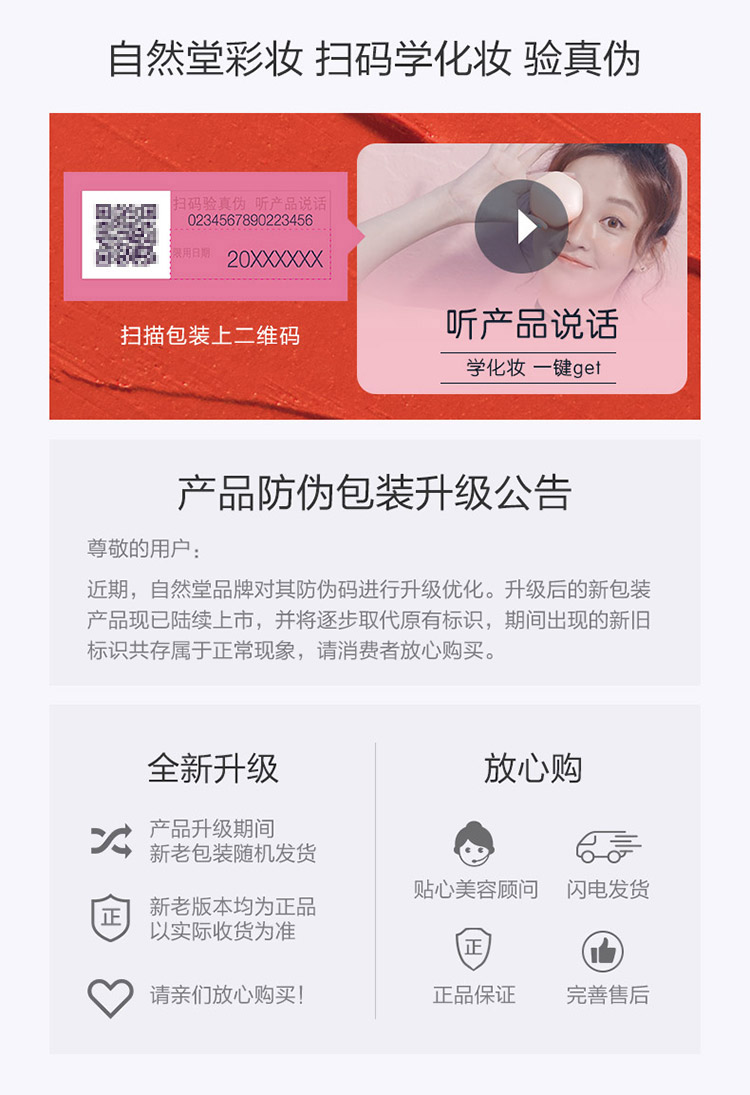 自然堂彩妆 扫码学化妆 验真伪
扫码验真伪 听产品说话
0234567890223456
限用日期
20XXXXXX
扫描包装上二维码
听产品说话
学化妆 一键get
产品防伪包装升级公告
尊敬的用户：
近期，自然堂品牌对其防伪码进行升级优化。升级后的新包装
产品现已陆续上市，并将逐步取代原有标识，期间出现的新旧
标识共存属于正常现象，请消费者放心购买。
全新升级
产品升级期间
新老包装随机发货
正
新老版本均为正品
以实际收货为准
请亲们放心购买！
放心购
贴心美容顾问
闪电发货
正
正品保证
完善售后